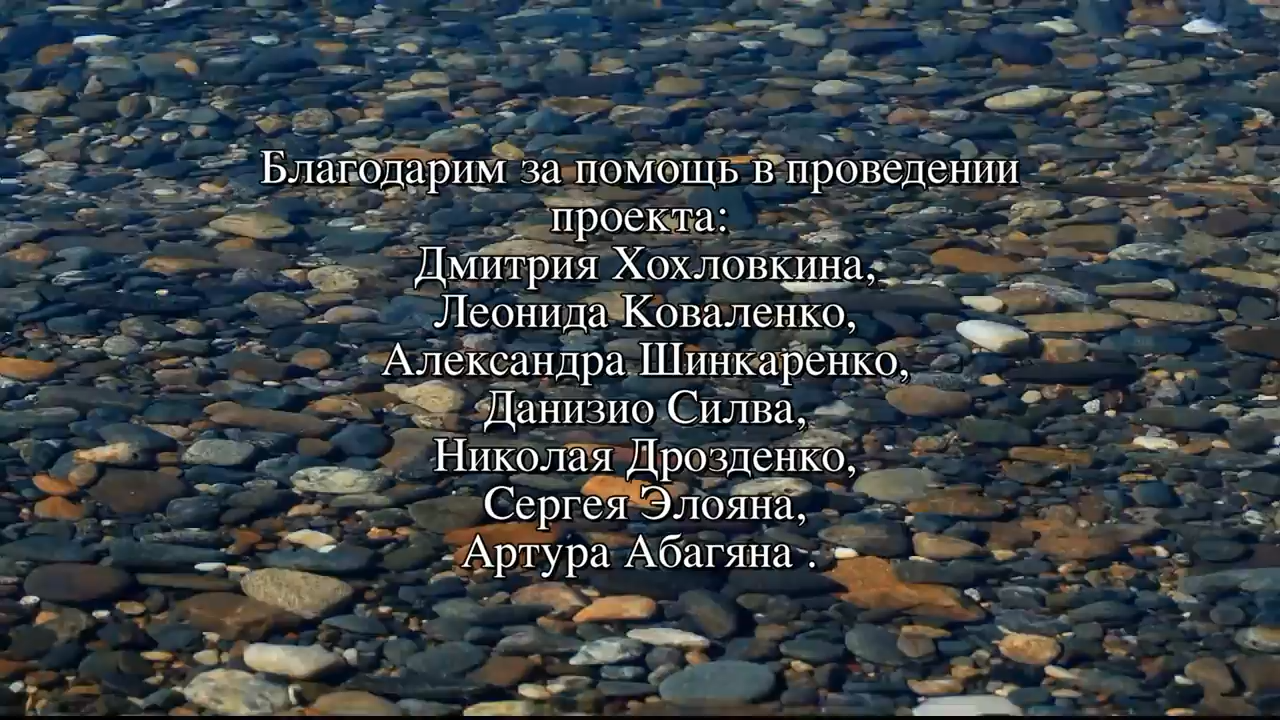 Благодарим за помощь в проведении
проекта:
Дмитрия Хохловкина,
Леонида Коваленко,
Александра Шинкаренко,
Данизио Силва,
Николая Дрозденко,
Сергея Элояна,
Артура Абагяна .